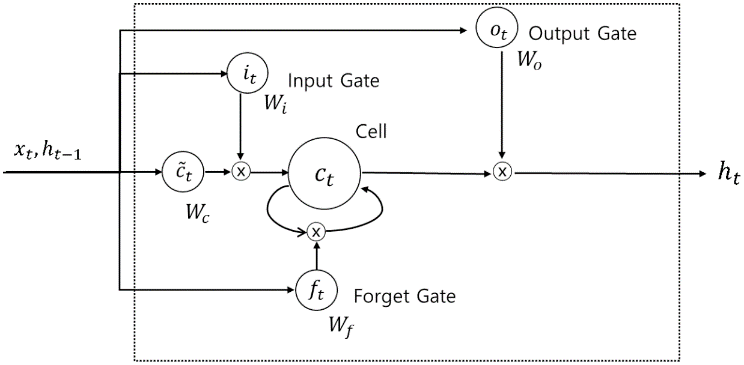 o_t Output Gate
W_o
i_t Input Gate
W_i
x_t, h_{t-1}
Cell
c̃_t
x
c_t
x
h_t
W_c
x
f_t Forget Gate
W_f